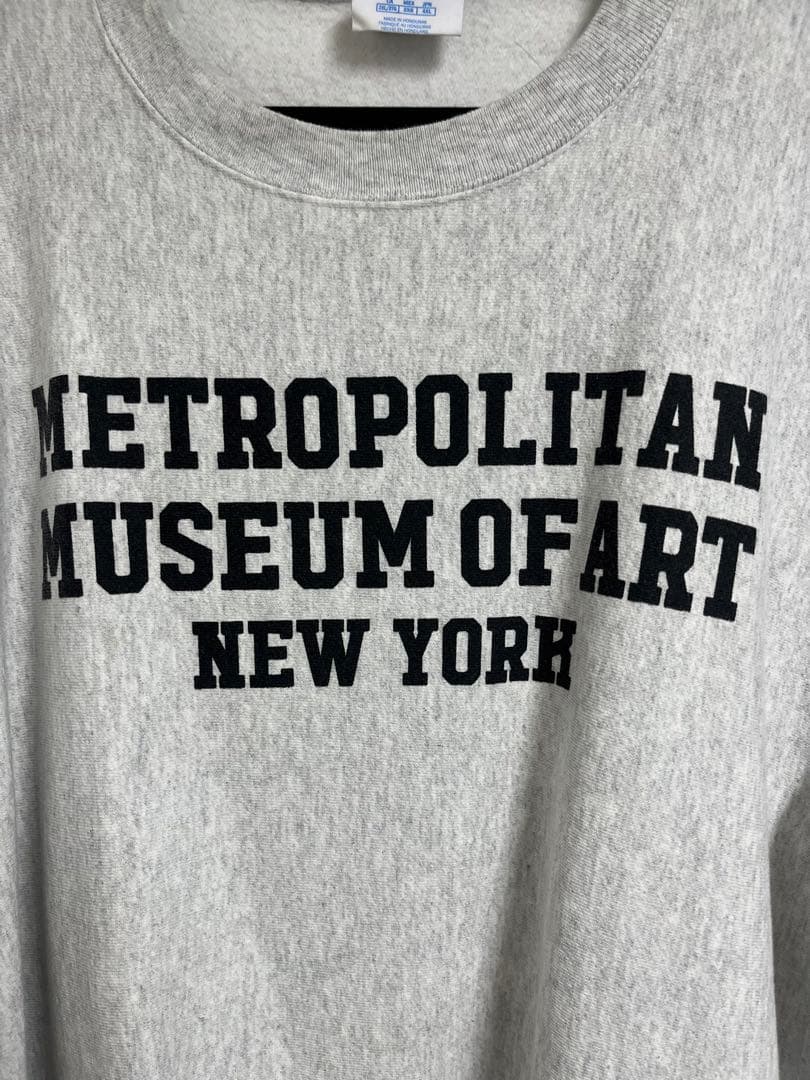 MADE IN HONDURAS
METROPOLITAN
MUSEUM OF ART
NEW YORK